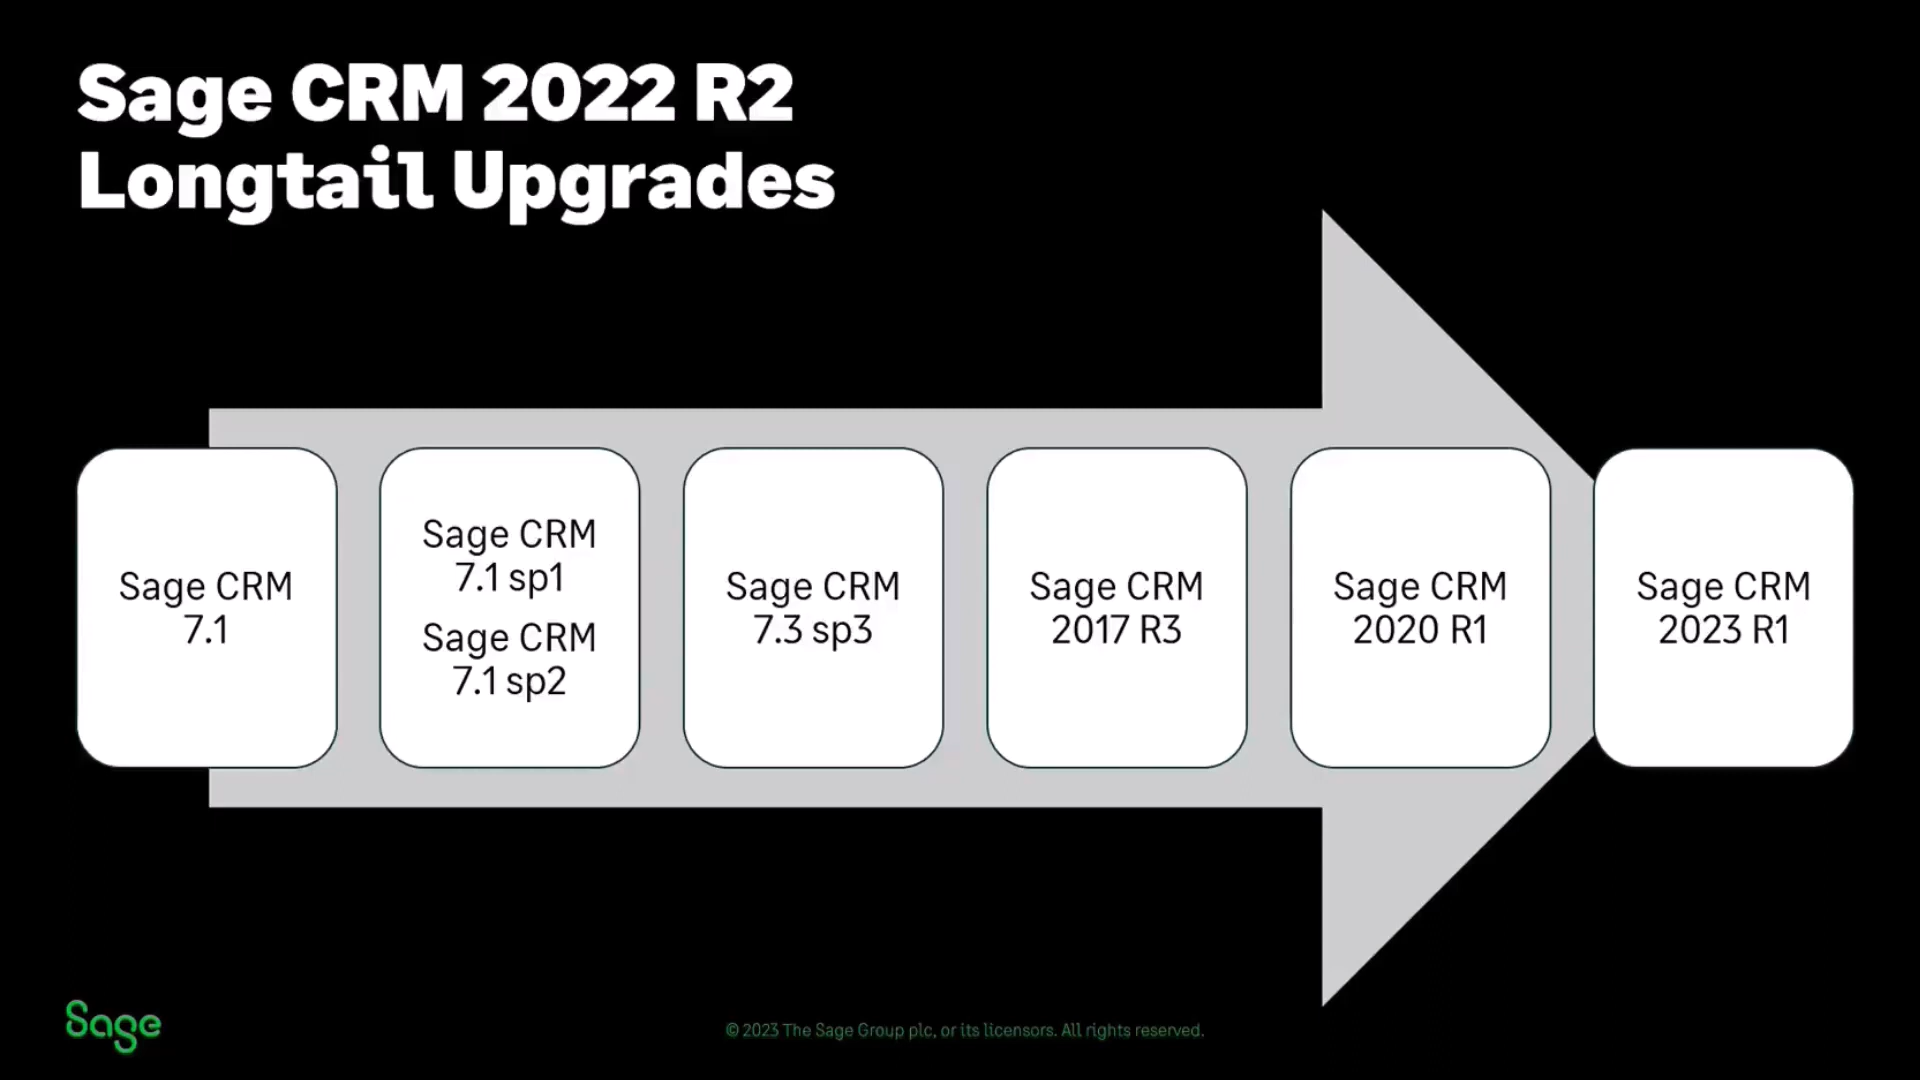 Sage CRM 2022 R2
Longtail Upgrades
Sage CRM
7.1
Sage CRM
7.1 sp1
Sage CRM
7.1 sp2
Sage CRM
7.3 sp3
Sage CRM
2017 R3
Sage CRM
2020 R1
Sage CRM
2023 R1
Sage
© 2023 The Sage Group plc, or its licensors. All rights reserved.